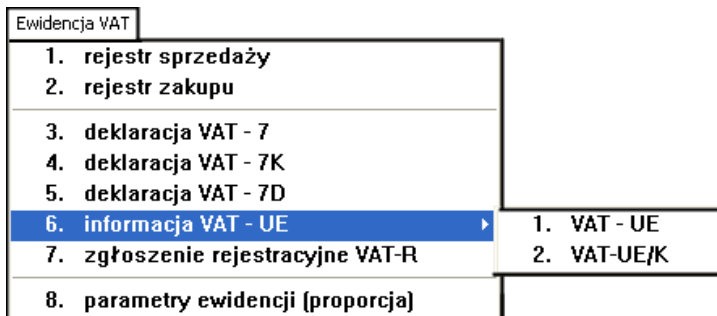 Ewidencja VAT
1. rejestr sprzedaży
2. rejestr zakupu
3. deklaracja VAT - 7
4. deklaracja VAT - 7K
5. deklaracja VAT - 7D
6. informacja VAT - UE
1. VAT - UE
7. zgłoszenie rejestracyjne VAT-R
2. VAT-UE/K
8. parametry ewidencji (proporcja)